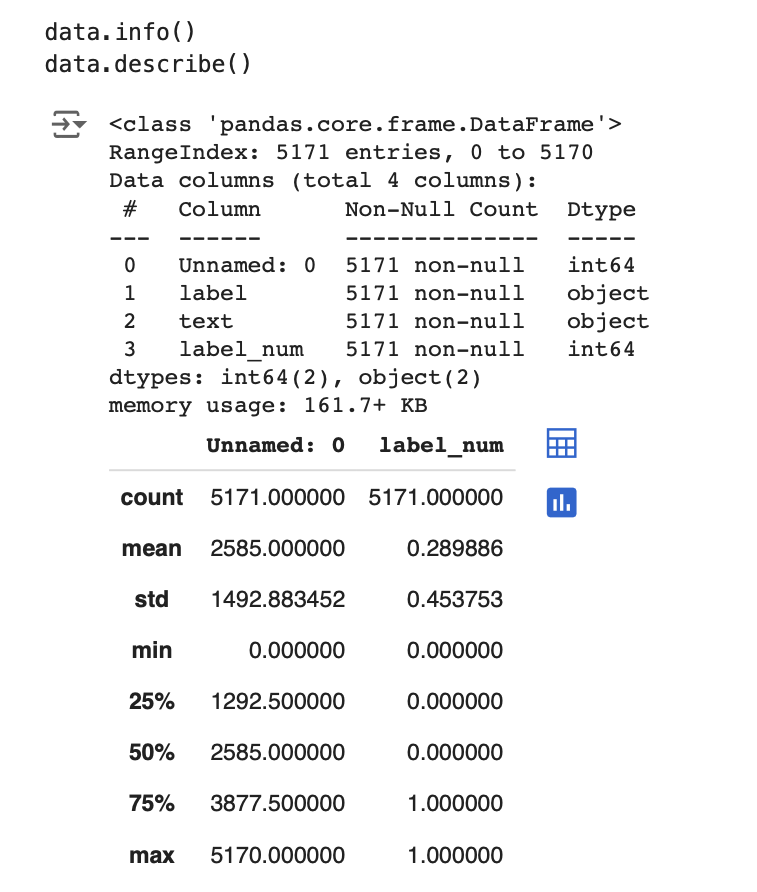 data.info()
data.describe()
<class 'pandas.core.frame.DataFrame'>
RangeIndex: 5171 entries, 0 to 5170
Data columns (total 4 columns):
 #   Column      Non-Null Count  Dtype
---  ------      --------------  -----
 0   Unnamed: 0  5171 non-null   int64
 1   label       5171 non-null   object
 2   text        5171 non-null   object
 3   label_num   5171 non-null   int64
dtypes: int64(2), object(2)
memory usage: 161.7+ KB
Unnamed: 0 label_num
count 5171.000000 5171.000000
mean 2585.000000 0.289886
std 1492.883452 0.453753
min 0.000000 0.000000
25% 1292.500000 0.000000
50% 2585.000000 0.000000
75% 3877.500000 1.000000
max 5170.000000 1.000000